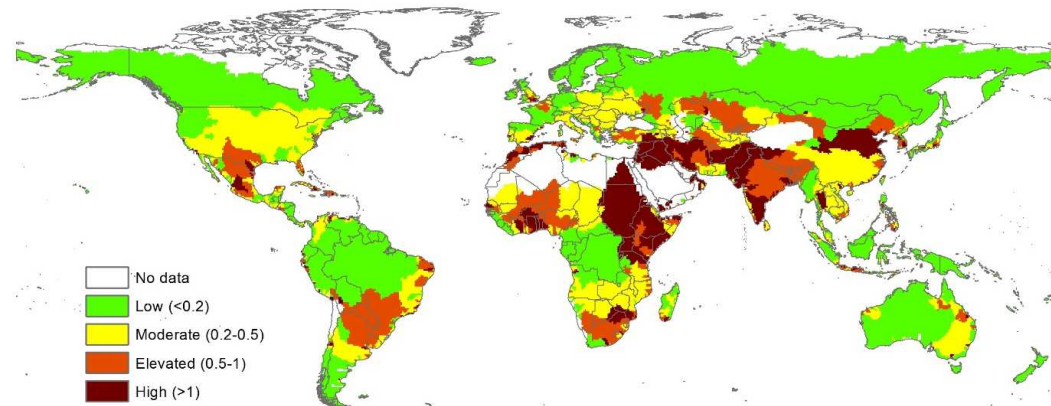 No data
Low (<0.2)
Moderate (0.2-0.5)
Elevated (0.5-1)
High (>1)